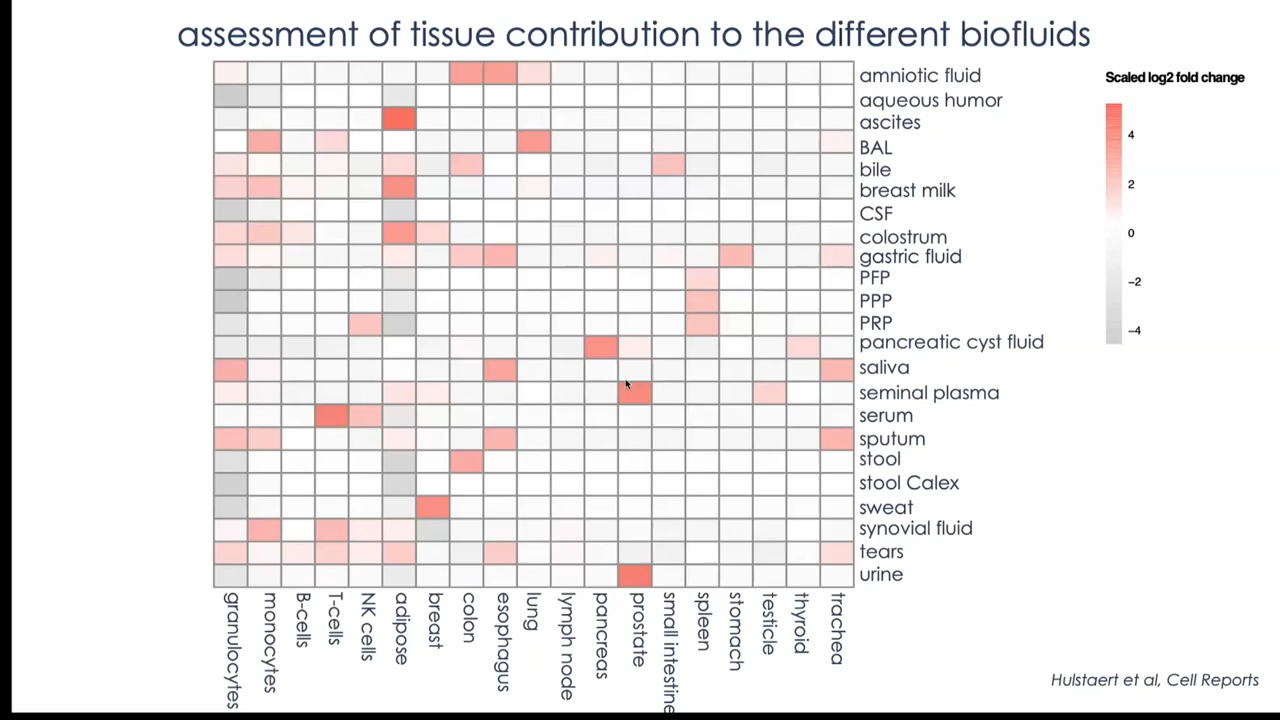 assessment of tissue contribution to the different biofluids
Scaled log2 fold change
4
2
0
−2
−4
amniotic fluid
aqueous humor
ascites
BAL
bile
breast milk
CSF
colostrum
gastric fluid
PFP
PPP
PRP
pancreatic cyst fluid
saliva
seminal plasma
serum
sputum
stool
stool Calex
sweat
synovial fluid
tears
urine
granulocytes
monocytes
B-cells
T-cells
NK cells
adipose
breast
colon
esophagus
lung
lymph node
pancreas
prostate
small intestine
spleen
stomach
testicle
thyroid
trachea
Hulstaert et al, Cell Reports